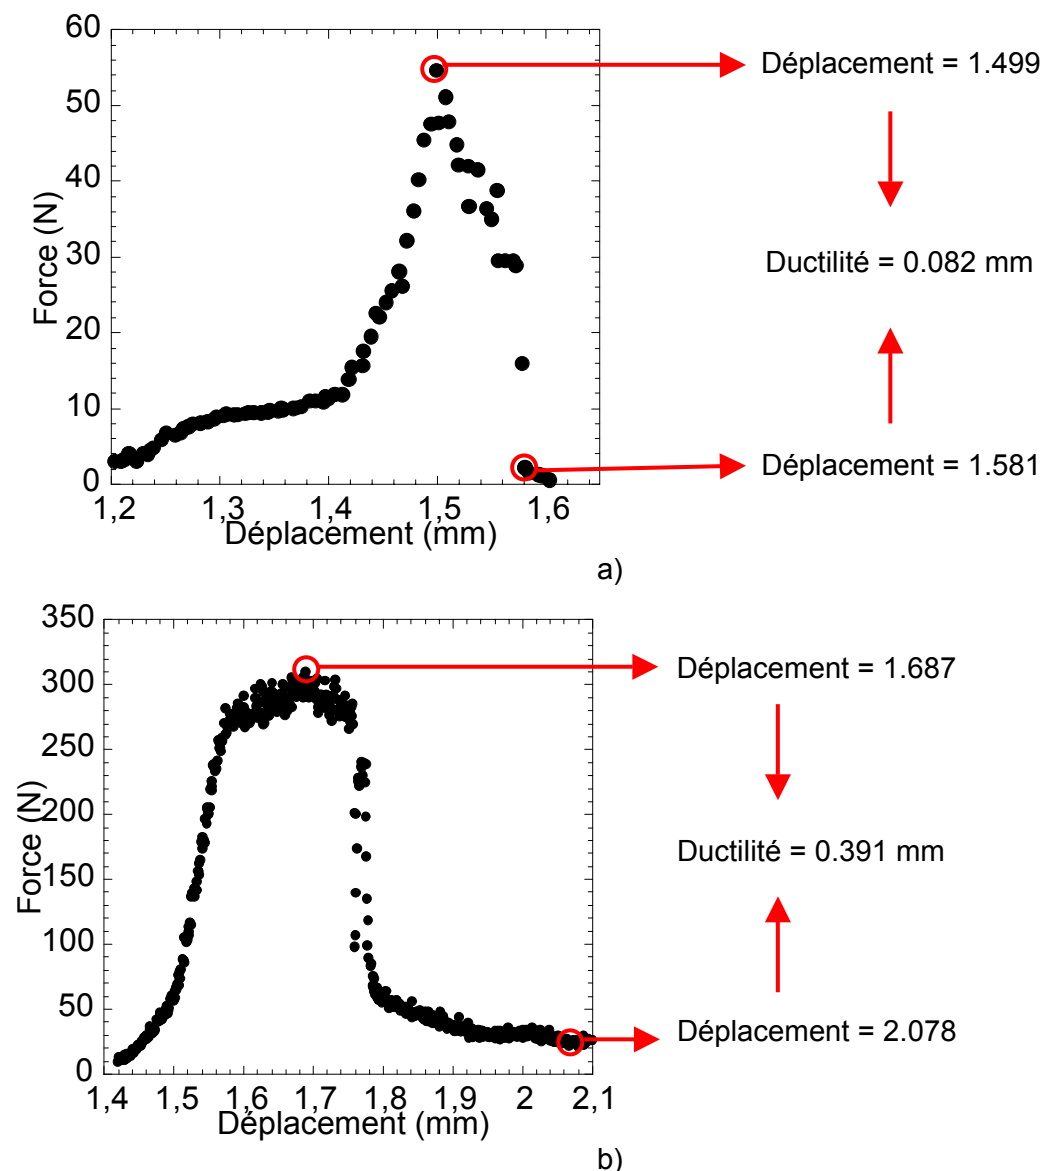 60
50
40
30
20
10
0
Force (N)
1,2 1,3 1,4 1,5 1,6
Déplacement (mm)
Déplacement = 1.499
Ductilité = 0.082 mm
Déplacement = 1.581
a)
350
300
250
200
150
100
50
0
Force (N)
1,4 1,5 1,6 1,7 1,8 1,9 2 2,1
Déplacement (mm)
Déplacement = 1.687
Ductilité = 0.391 mm
Déplacement = 2.078
b)